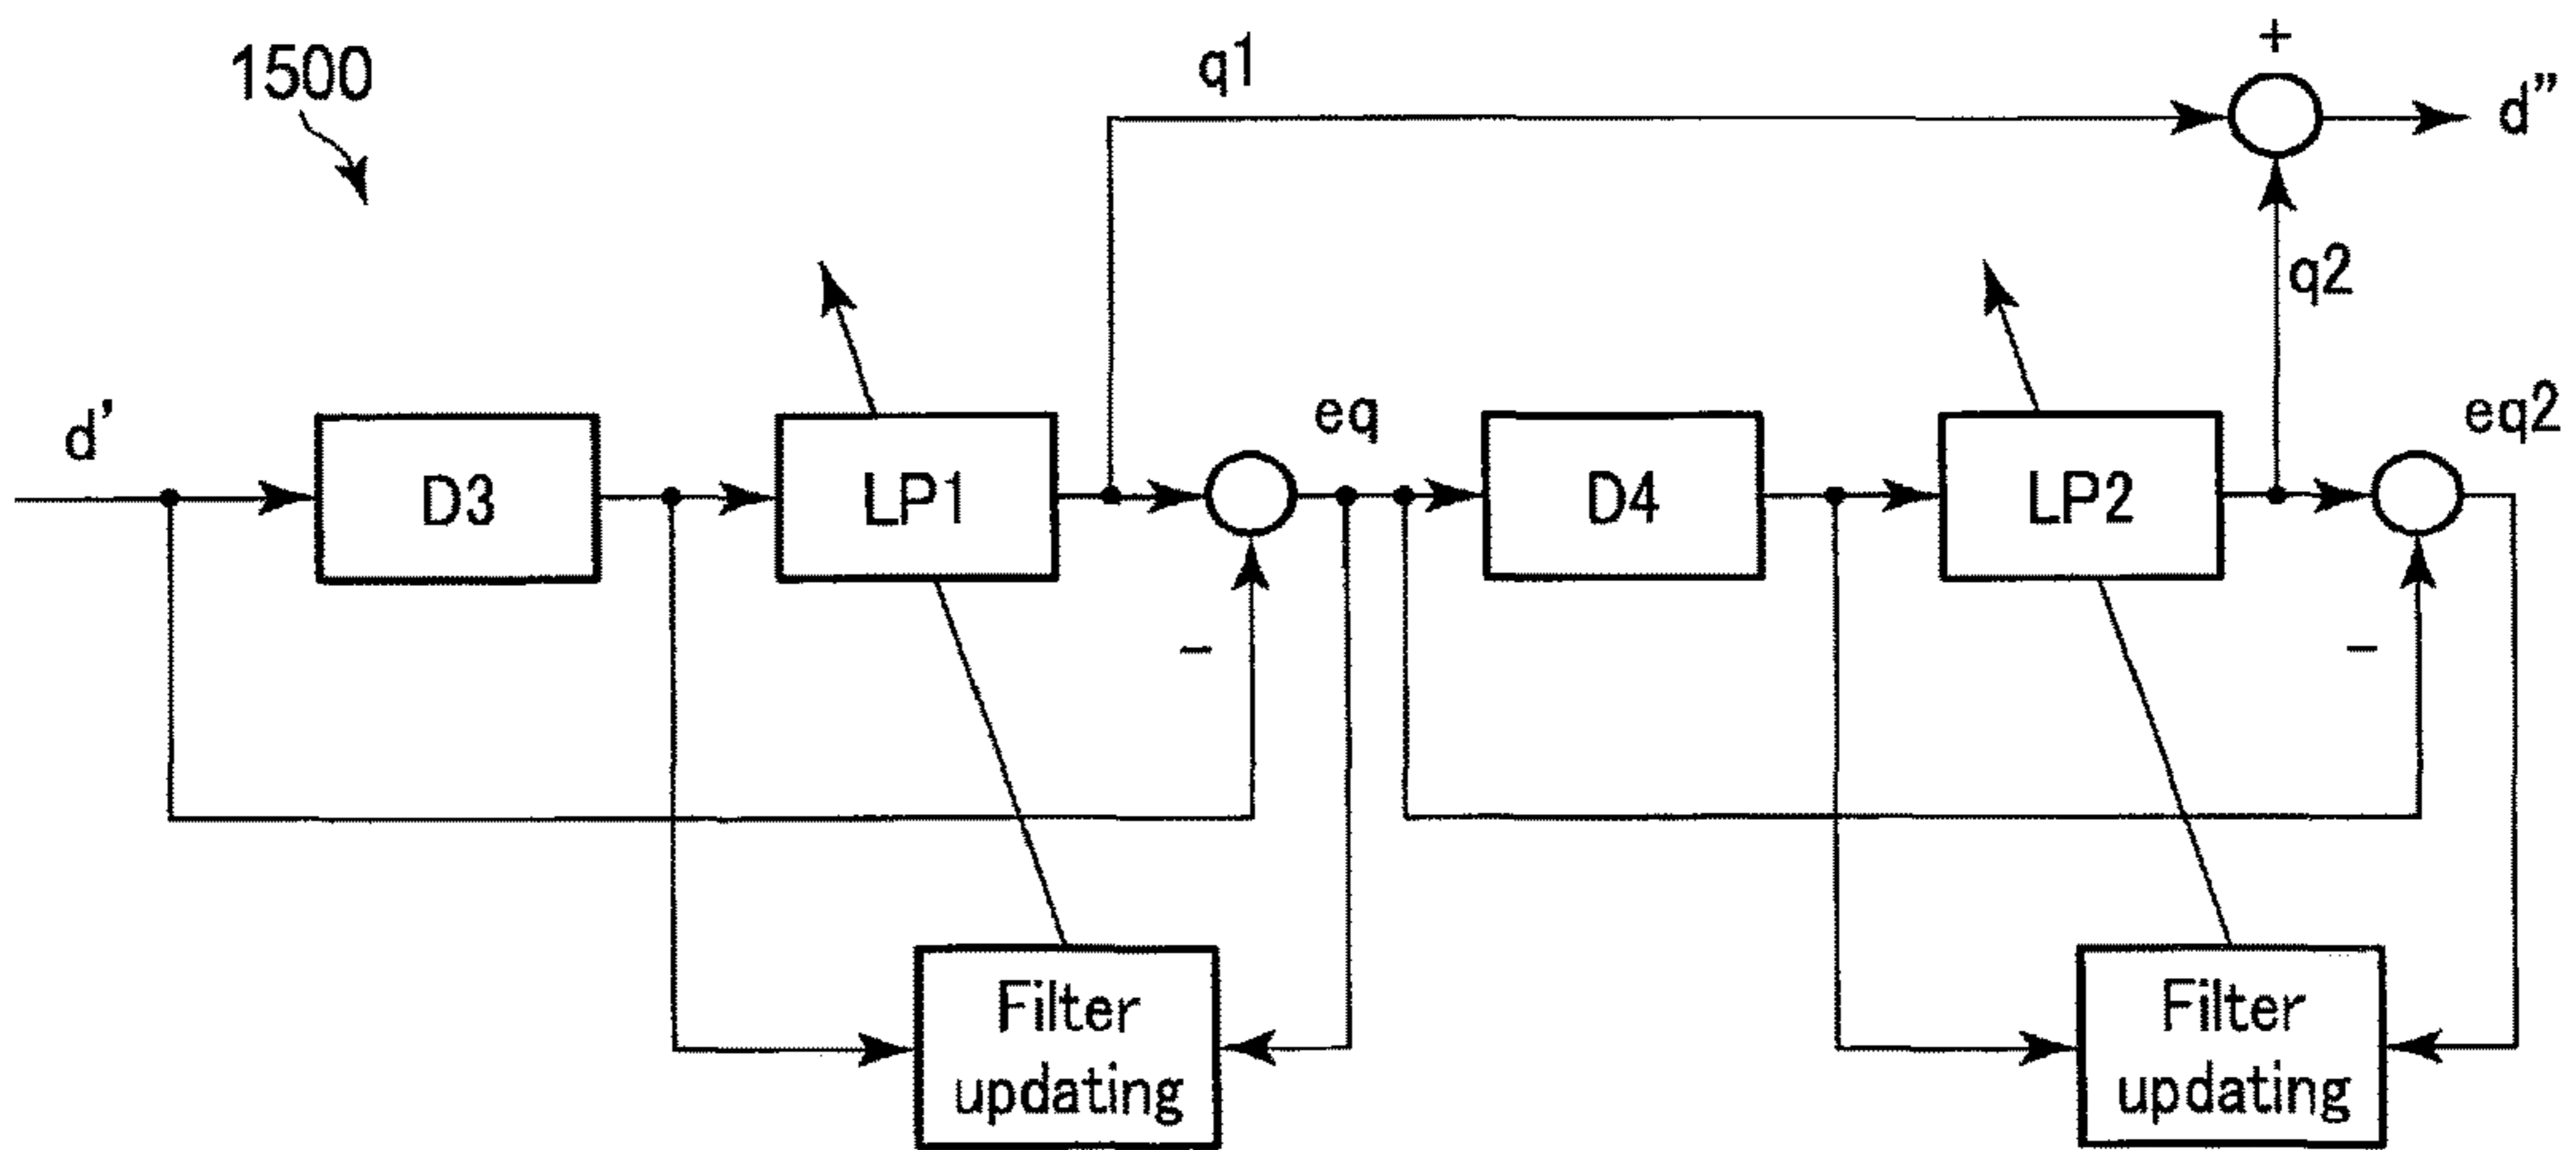 1500
q1
+
d”
q2
d’
D3
LP1
eq
D4
LP2
eq2
-
-
Filter
updating
Filter
updating